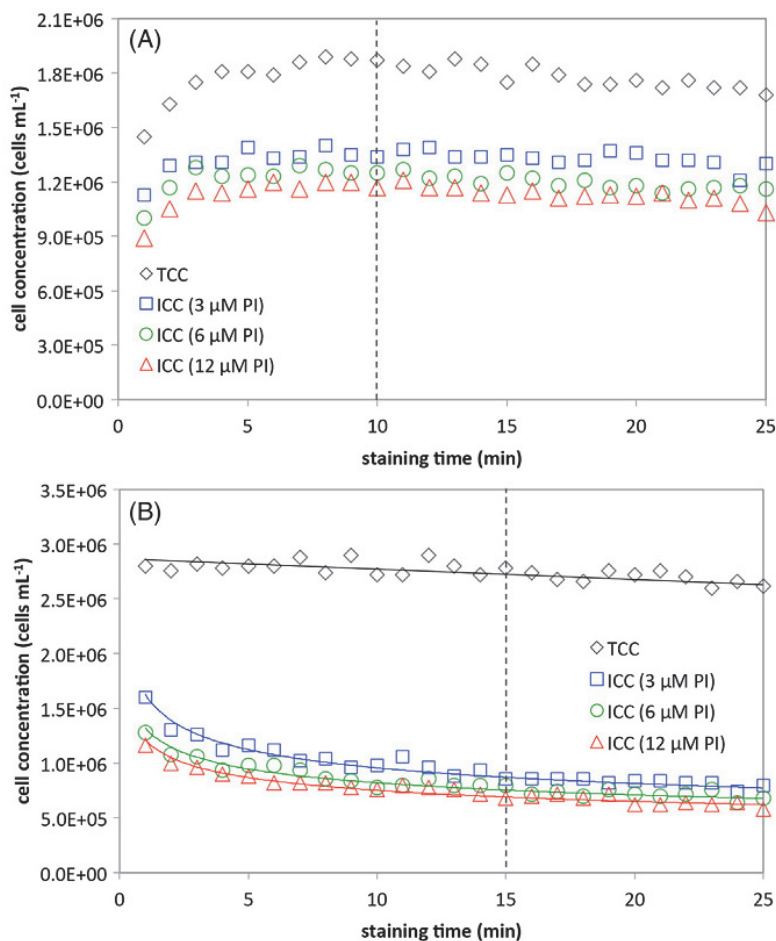 (A)
cell concentration (cells mL⁻¹)
2.1E+06
1.8E+06
1.5E+06
1.2E+06
9.0E+05
6.0E+05
3.0E+05
0.0E+00
TCC
ICC (3 μM PI)
ICC (6 μM PI)
ICC (12 μM PI)
0 5 10 15 20 25
staining time (min)
(B)
cell concentration (cells mL⁻¹)
3.5E+06
3.0E+06
2.5E+06
2.0E+06
1.5E+06
1.0E+06
5.0E+05
0.0E+00
TCC
ICC (3 μM PI)
ICC (6 μM PI)
ICC (12 μM PI)
0 5 10 15 20 25
staining time (min)